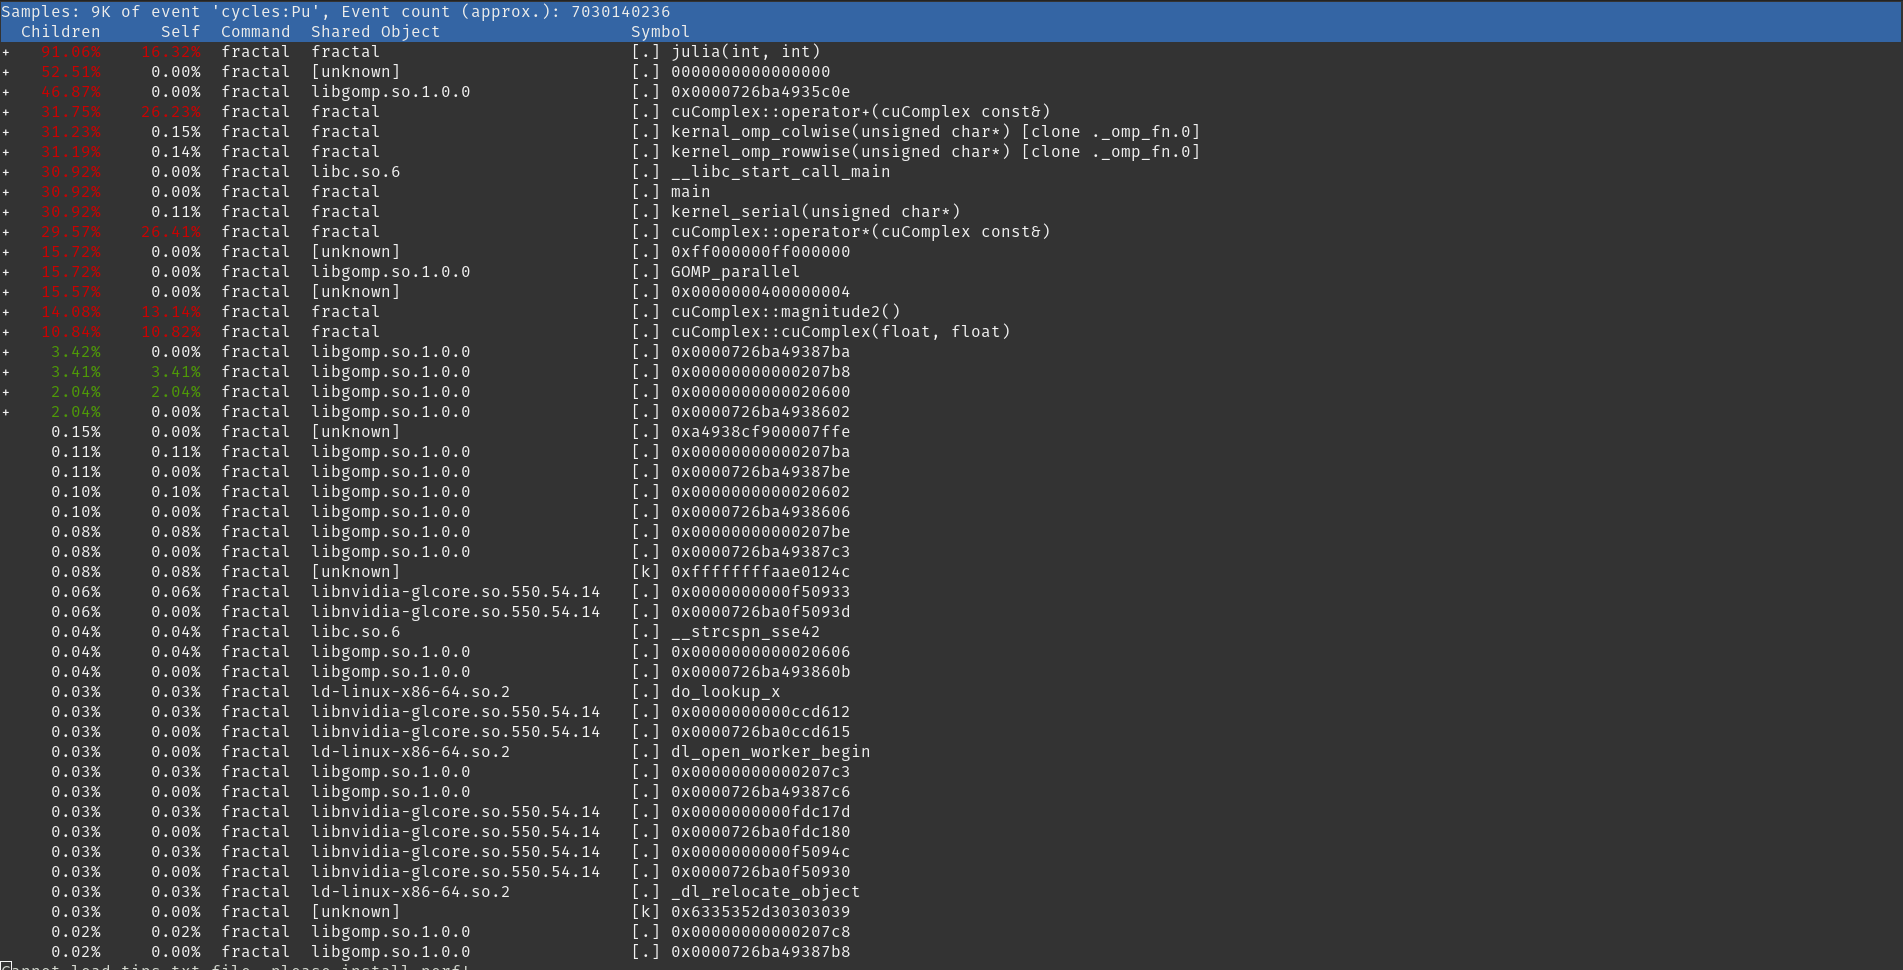 Samples: 9K of event 'cycles:Pu', Event count (approx.): 7030140236
Children Self Command Shared Object Symbol
+ 91.06% 16.32% fractal fractal [.] julia(int, int)
+ 52.51% 0.00% fractal [unknown] [.] 0000000000000000
+ 46.87% 0.00% fractal libgomp.so.1.0.0 [.] 0x0000726ba4935c0e
+ 31.75% 26.23% fractal fractal [.] cuComplex::operator+(cuComplex const&)
+ 31.23% 0.15% fractal fractal [.] kernal_omp_colwise(unsigned char*) [clone ._omp_fn.0]
+ 31.19% 0.14% fractal fractal [.] kernel_omp_rowwise(unsigned char*) [clone ._omp_fn.0]
+ 30.92% 0.00% fractal libc.so.6 [.] __libc_start_call_main
+ 30.92% 0.00% fractal fractal [.] main
+ 30.92% 0.11% fractal fractal [.] kernel_serial(unsigned char*)
+ 29.57% 26.41% fractal fractal [.] cuComplex::operator*(cuComplex const&)
+ 15.72% 0.00% fractal [unknown] [.] 0xff000000ff000000
+ 15.72% 0.00% fractal libgomp.so.1.0.0 [.] GOMP_parallel
+ 15.57% 0.00% fractal [unknown] [.] 0x0000000400000004
+ 14.08% 13.14% fractal fractal [.] cuComplex::magnitude2()
+ 10.84% 10.82% fractal fractal [.] cuComplex::cuComplex(float, float)
+ 3.42% 0.00% fractal libgomp.so.1.0.0 [.] 0x0000726ba49387ba
+ 3.41% 3.41% fractal libgomp.so.1.0.0 [.] 0x00000000000207b8
+ 2.04% 2.04% fractal libgomp.so.1.0.0 [.] 0x0000000000020600
+ 2.04% 0.00% fractal libgomp.so.1.0.0 [.] 0x0000726ba4938602
0.15% 0.00% fractal [unknown] [.] 0xa4938cf900007ffe
0.11% 0.11% fractal libgomp.so.1.0.0 [.] 0x00000000000207ba
0.11% 0.00% fractal libgomp.so.1.0.0 [.] 0x0000726ba49387be
0.10% 0.10% fractal libgomp.so.1.0.0 [.] 0x0000000000020602
0.10% 0.00% fractal libgomp.so.1.0.0 [.] 0x0000726ba4938606
0.08% 0.08% fractal libgomp.so.1.0.0 [.] 0x00000000000207be
0.08% 0.00% fractal libgomp.so.1.0.0 [.] 0x0000726ba49387c3
0.08% 0.08% fractal [unknown] [k] 0xffffffffaae0124c
0.06% 0.06% fractal libnvidia-glcore.so.550.54.14 [.] 0x0000000000f50933
0.06% 0.00% fractal libnvidia-glcore.so.550.54.14 [.] 0x0000726ba0f5093d
0.04% 0.04% fractal libc.so.6 [.] __strcspn_sse42
0.04% 0.04% fractal libgomp.so.1.0.0 [.] 0x0000000000020606
0.04% 0.00% fractal libgomp.so.1.0.0 [.] 0x0000726ba493860b
0.03% 0.03% fractal ld-linux-x86-64.so.2 [.] do_lookup_x
0.03% 0.03% fractal libnvidia-glcore.so.550.54.14 [.] 0x0000000000ccd612
0.03% 0.00% fractal libnvidia-glcore.so.550.54.14 [.] 0x0000726ba0ccd615
0.03% 0.00% fractal ld-linux-x86-64.so.2 [.] dl_open_worker_begin
0.03% 0.03% fractal libgomp.so.1.0.0 [.] 0x00000000000207c3
0.03% 0.00% fractal libgomp.so.1.0.0 [.] 0x0000726ba49387c6
0.03% 0.03% fractal libnvidia-glcore.so.550.54.14 [.] 0x0000000000fdc17d
0.03% 0.00% fractal libnvidia-glcore.so.550.54.14 [.] 0x0000726ba0fdc180
0.03% 0.03% fractal libnvidia-glcore.so.550.54.14 [.] 0x0000000000f5094c
0.03% 0.00% fractal libnvidia-glcore.so.550.54.14 [.] 0x0000726ba0f50930
0.03% 0.03% fractal ld-linux-x86-64.so.2 [.] _dl_relocate_object
0.03% 0.00% fractal [unknown] [k] 0x6335352d30303039
0.02% 0.02% fractal libgomp.so.1.0.0 [.] 0x00000000000207c8
0.02% 0.00% fractal libgomp.so.1.0.0 [.] 0x0000726ba49387b8
Cannot load tips.txt file, please install perf!